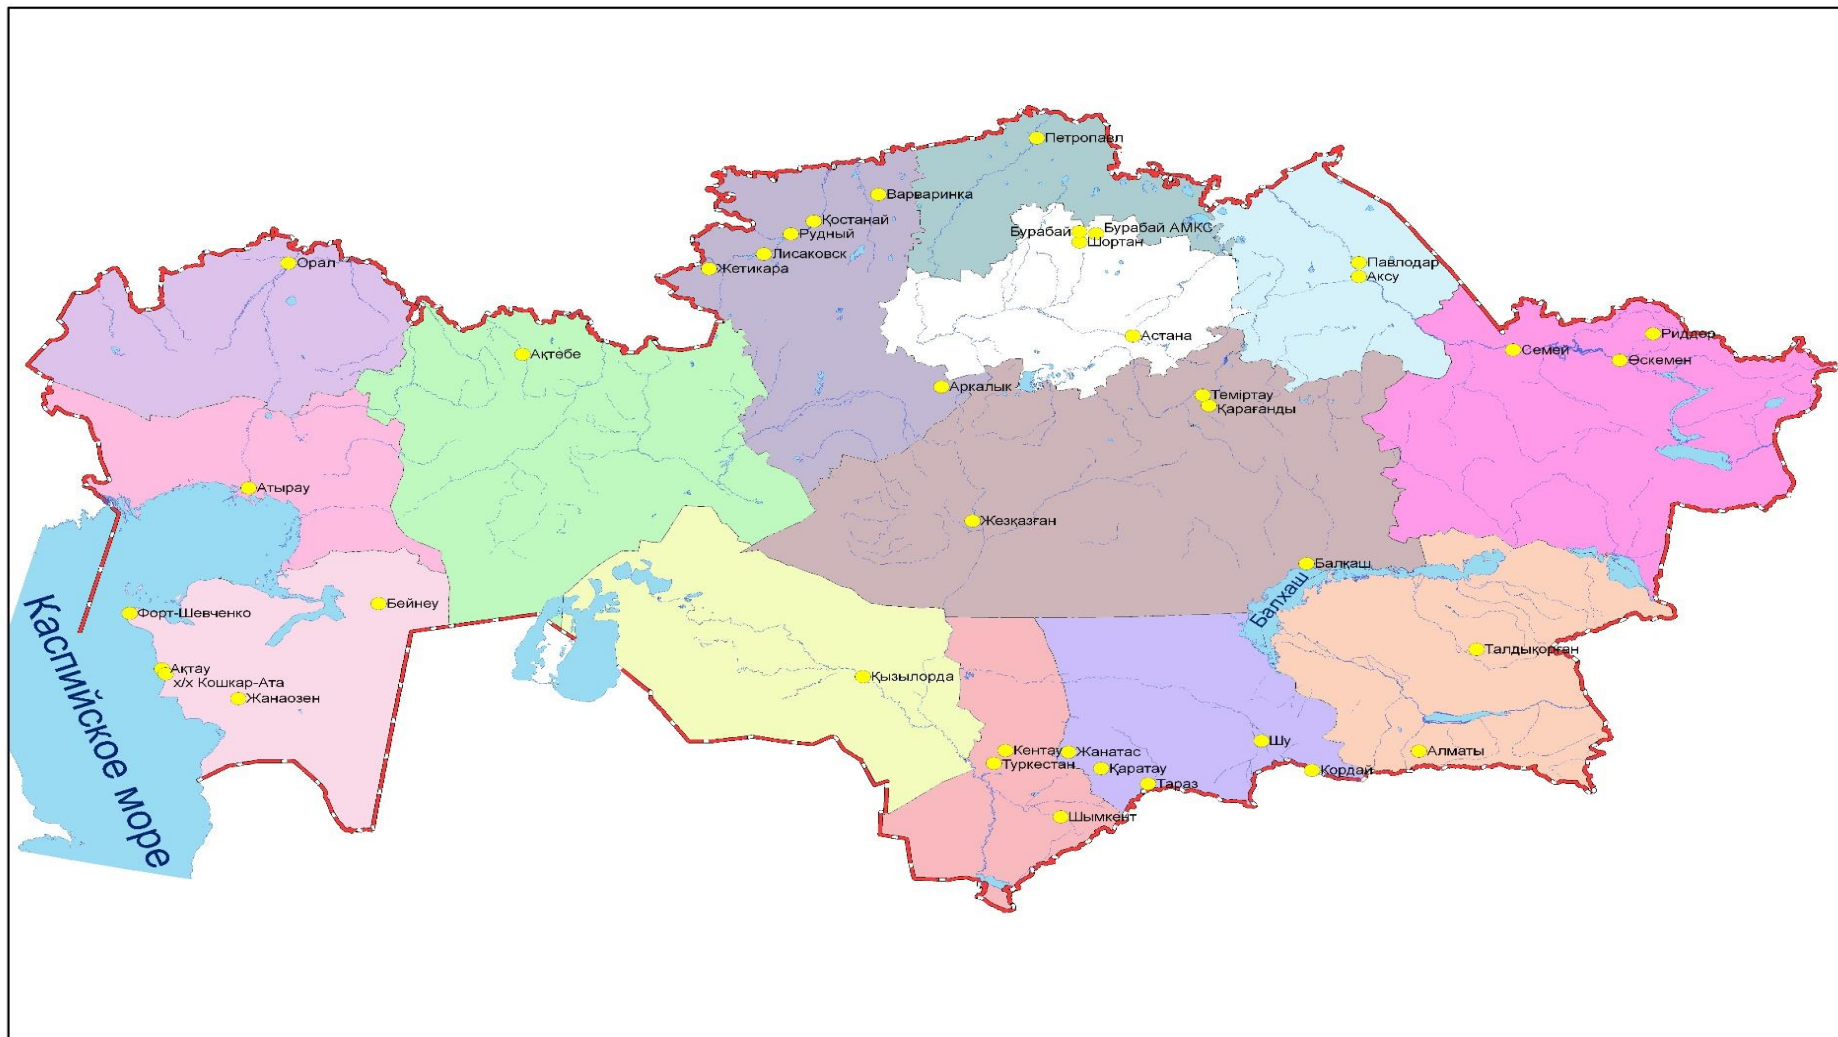 Петропавл
Варваринка
Қостанай
Бурабай АМКС
Бурабай
Рудный
Шортан
Лисаковск
Орал
Павлодар
Жетикара
Аксу
Риддер
Астана
Семей
Ақтөбе
Өскемен
Аркалык
Теміртау
Қарағанды
Атырау
Жезқазған
Балқаш
Балхаш
Бейнеу
Форт-Шевченко
Каспийское море
Талдықорған
Ақтау
х/х Кошкар-Ата
Қызылорда
Жанаозен
Шу
Кентау
Жанатас
Алматы
Туркестан
Қаратау
Қордай
Тараз
Шымкент